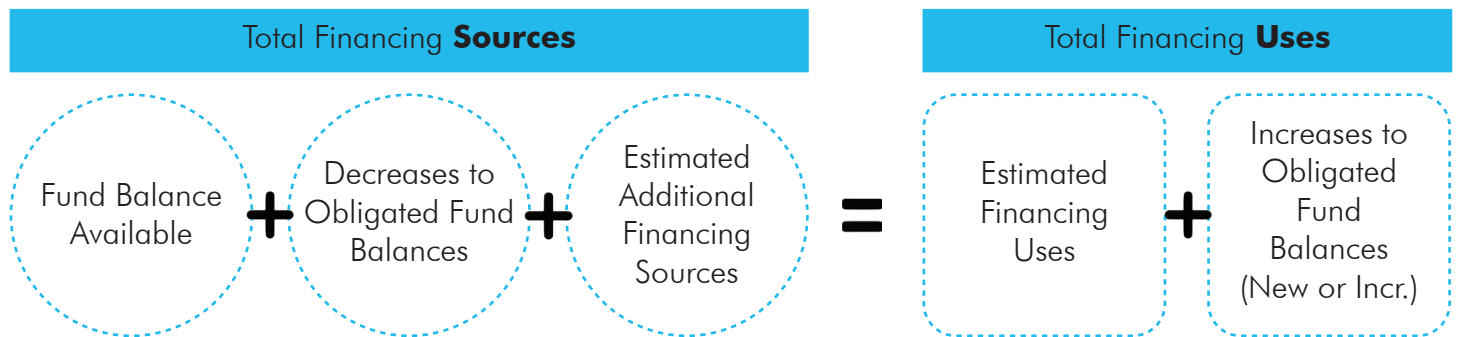 Total Financing Sources
Total Financing Uses
Fund Balance
Available
+
Decreases to
Obligated Fund
Balances
+
Estimated
Additional
Financing
Sources
=
Estimated
Financing
Uses
+
Increases to
Obligated
Fund
Balances
(New or Incr.)